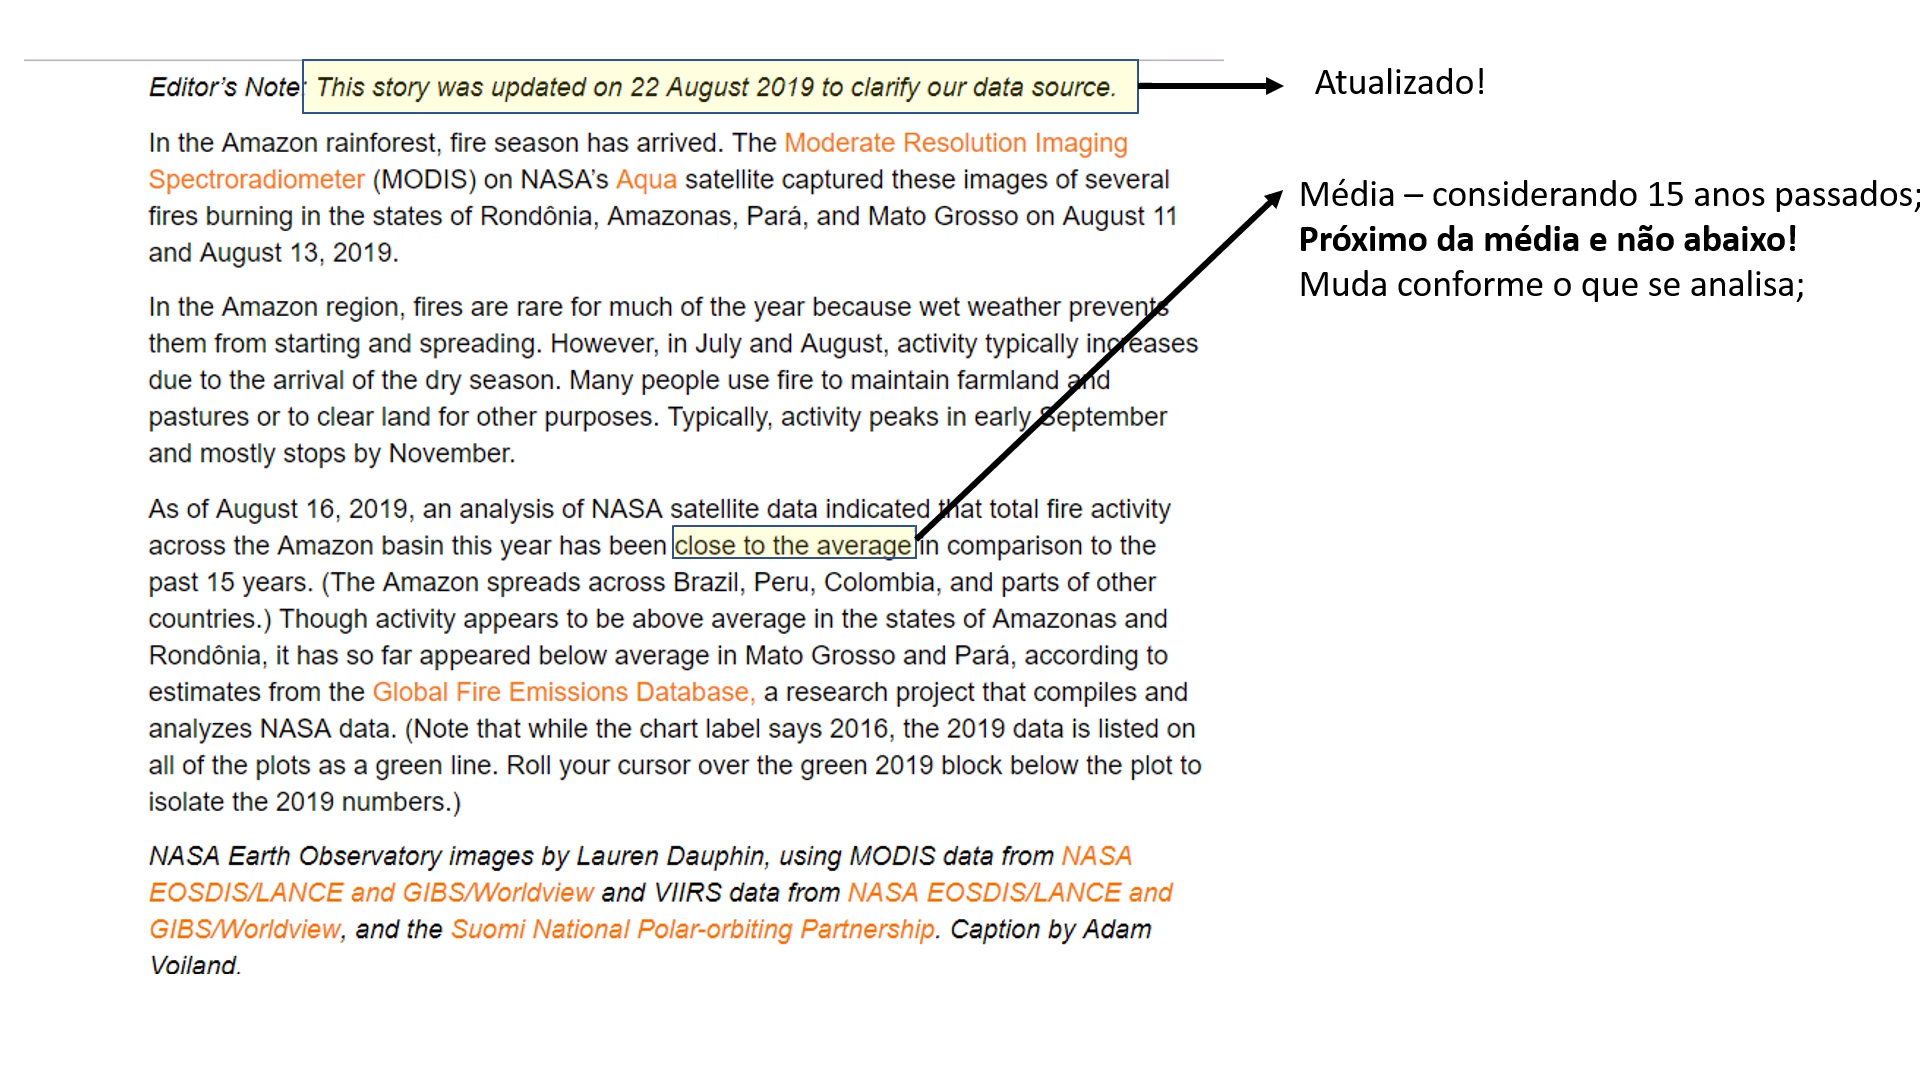 Editor’s Note: This story was updated on 22 August 2019 to clarify our data source.
Atualizado!
In the Amazon rainforest, fire season has arrived. The Moderate Resolution Imaging
Spectroradiometer (MODIS) on NASA’s Aqua satellite captured these images of several
fires burning in the states of Rondônia, Amazonas, Pará, and Mato Grosso on August 11
and August 13, 2019.
Média – considerando 15 anos passados;
Próximo da média e não abaixo!
Muda conforme o que se analisa;
In the Amazon region, fires are rare for much of the year because wet weather prevents
them from starting and spreading. However, in July and August, activity typically increases
due to the arrival of the dry season. Many people use fire to maintain farmland and
pastures or to clear land for other purposes. Typically, activity peaks in early September
and mostly stops by November.
As of August 16, 2019, an analysis of NASA satellite data indicated that total fire activity
across the Amazon basin this year has been close to the average in comparison to the
past 15 years. (The Amazon spreads across Brazil, Peru, Colombia, and parts of other
countries.) Though activity appears to be above average in the states of Amazonas and
Rondônia, it has so far appeared below average in Mato Grosso and Pará, according to
estimates from the Global Fire Emissions Database, a research project that compiles and
analyzes NASA data. (Note that while the chart label says 2016, the 2019 data is listed on
all of the plots as a green line. Roll your cursor over the green 2019 block below the plot to
isolate the 2019 numbers.)
NASA Earth Observatory images by Lauren Dauphin, using MODIS data from NASA
EOSDIS/LANCE and GIBS/Worldview and VIIRS data from NASA EOSDIS/LANCE and
GIBS/Worldview, and the Suomi National Polar-orbiting Partnership. Caption by Adam
Voiland.